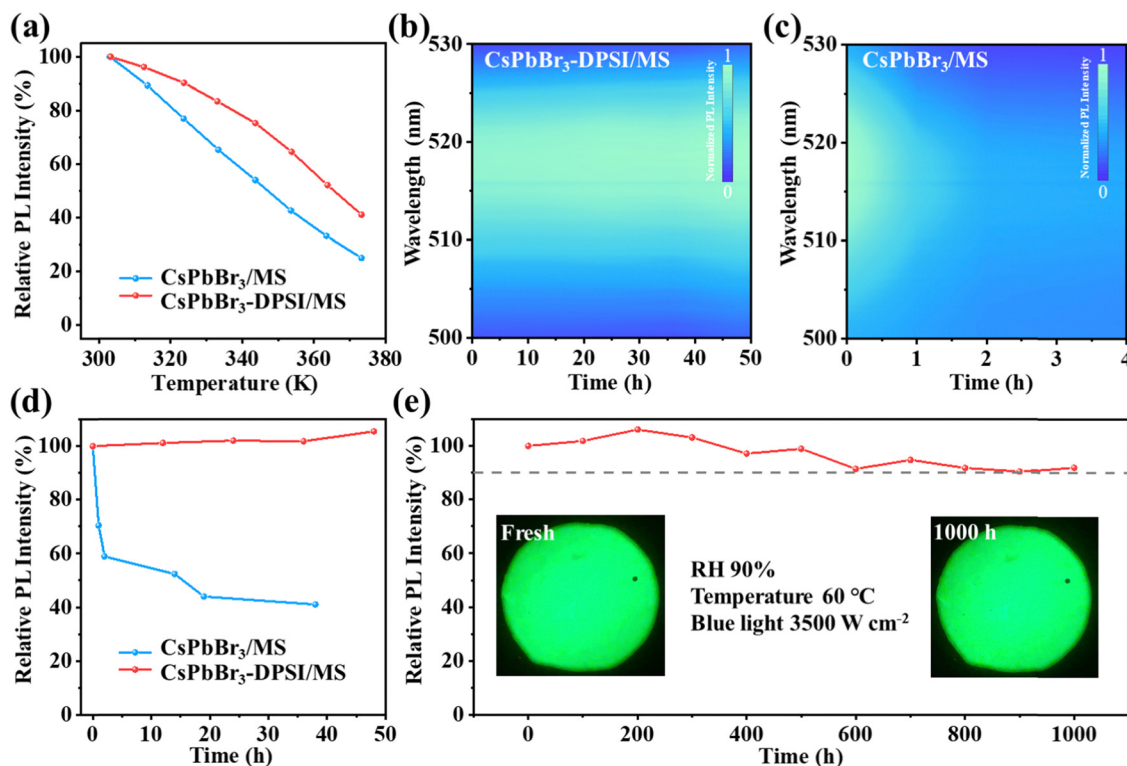 (a)
100
80
60
40
20
0
Relative PL Intensity (%)
CsPbBr₃/MS
CsPbBr₃-DPSI/MS
300 320 340 360 380
Temperature (K)
(b)
530
520
510
500
Wavelength (nm)
CsPbBr₃-DPSI/MS
1
Normalized PL Intensity
0
0 10 20 30 40 50
Time (h)
(c)
530
520
510
500
Wavelength (nm)
CsPbBr₃/MS
1
Normalized PL Intensity
0
0 1 2 3 4
Time (h)
(d)
100
80
60
40
20
0
Relative PL Intensity (%)
CsPbBr₃/MS
CsPbBr₃-DPSI/MS
0 10 20 30 40 50
Time (h)
(e)
100
80
60
40
20
0
Relative PL Intensity (%)
Fresh
RH 90%
Temperature 60 °C
Blue light 3500 W cm⁻²
1000 h
0 200 400 600 800 1000
Time (h)